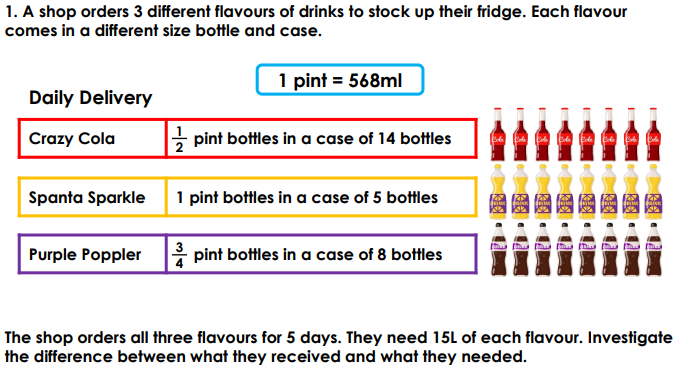 1. A shop orders 3 different flavours of drinks to stock up their fridge. Each flavour
comes in a different size bottle and case.
1 pint = 568ml
Daily Delivery
Crazy Cola 1/2 pint bottles in a case of 14 bottles
Spanta Sparkle 1 pint bottles in a case of 5 bottles
Purple Poppler 3/4 pint bottles in a case of 8 bottles
The shop orders all three flavours for 5 days. They need 15L of each flavour. Investigate
the difference between what they received and what they needed.